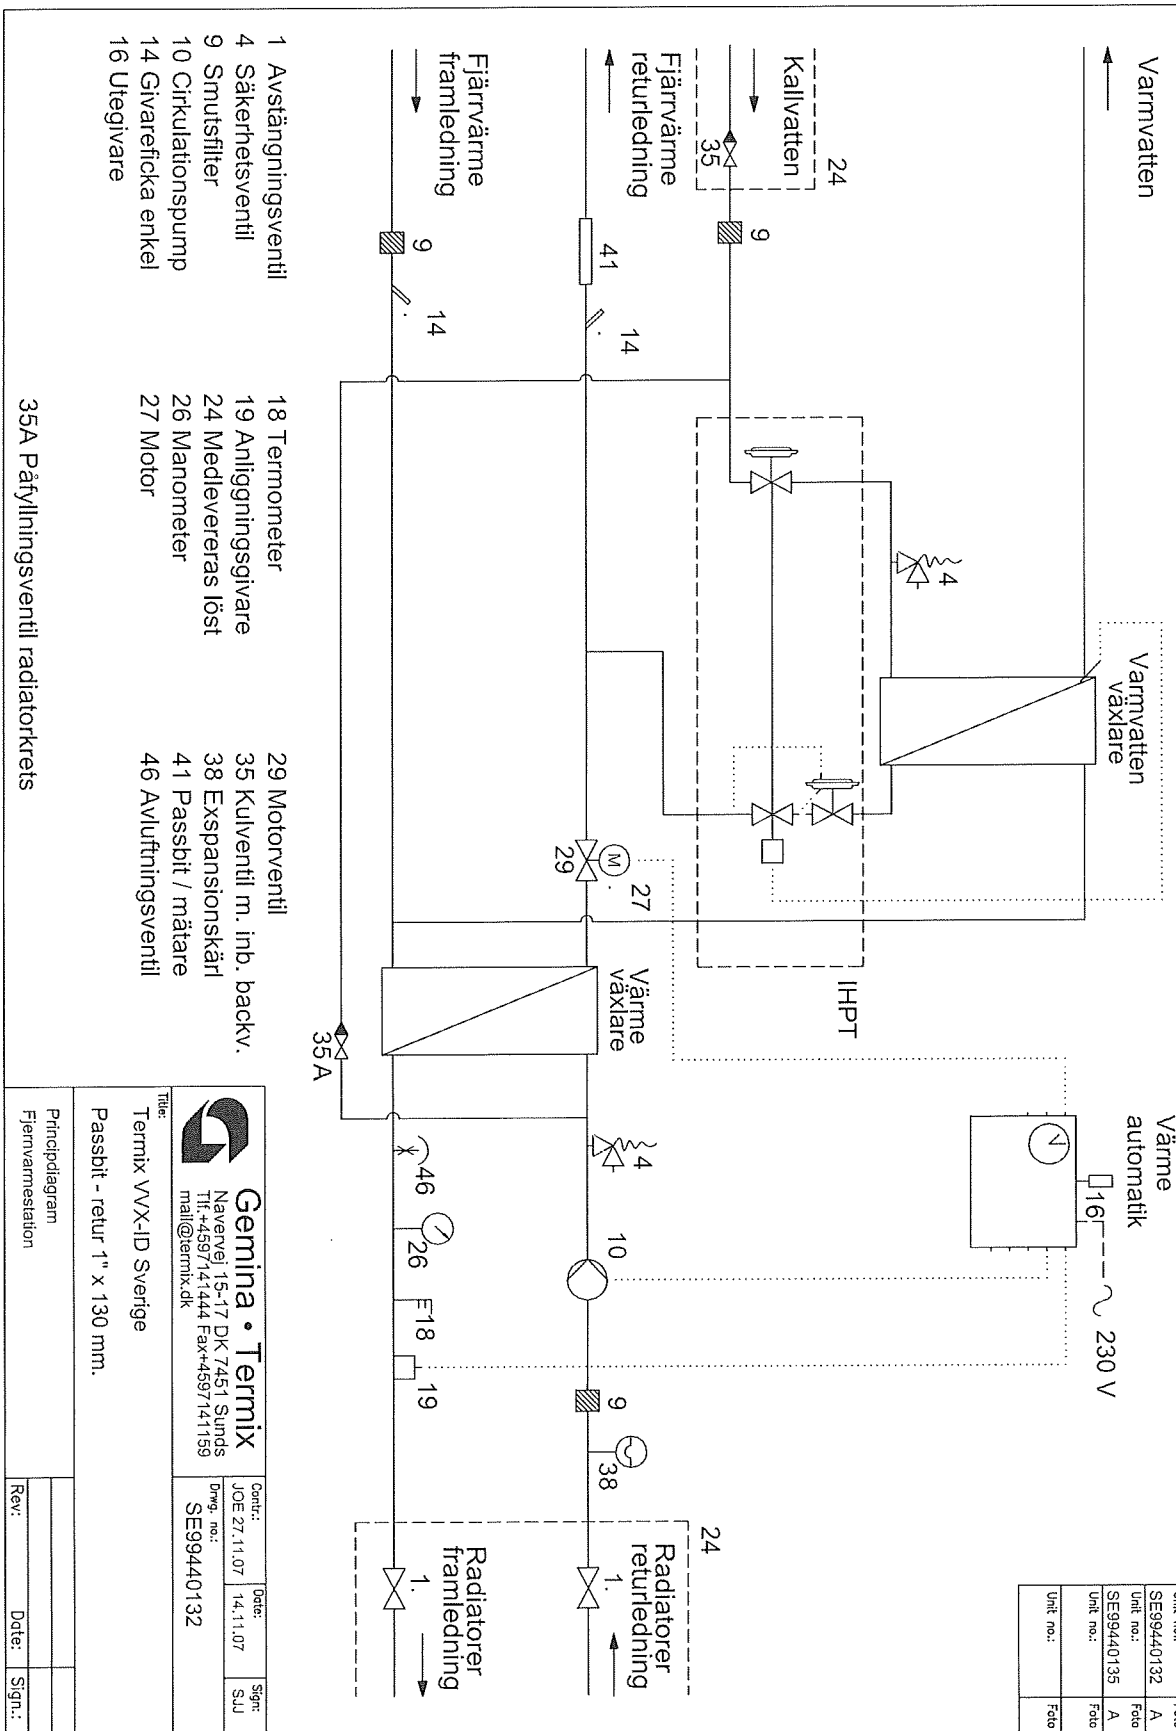 Varmvatten
Kallvatten
24
35
9
Fjärrvärme
returledning
41
14
Fjärrvärme
framledning
9
14
4
Varmvatten
växlare
IHPT
27
M
29
Värme
växlare
35 A
Värme
automatik
16
230 V
V
4
10
46
26
18
19
9
38
24
1.
Radiatorer
returledning
1.
Radiatorer
framledning
1 Avstängningsventil
4 Säkerhetsventil
9 Smutsfilter
10 Cirkulationspump
14 Givareficka enkel
16 Utegivare
18 Termometer
19 Anliggningsgivare
24 Medlevereras löst
26 Manometer
27 Motor
29 Motorventil
35 Kulventil m. inb. backv.
38 Exspansionskärl
41 Passbit / mätare
46 Avluftningsventil
35A Påfyllningsventil radiatorkrets
Gemina • Termix
Navervej 15-17 DK 7451 Sunds
Tlf.+4597141444 Fax+4597141159
mail@termix.dk
Contr.:
JOE 27.11.07
Date:
14.11.07
Sign:
SJJ
Drwg. no.:
SE99440132
Title:
Termix VVX-ID Sverige
Passbit - retur 1" x 130 mm.
Principdiagram
Fjernvarmestation
Rev:
Date:
Sign.:
SE99440132 A
Unit no.: Foto
SE99440135 A
Unit no.: Foto
Unit no.: Foto